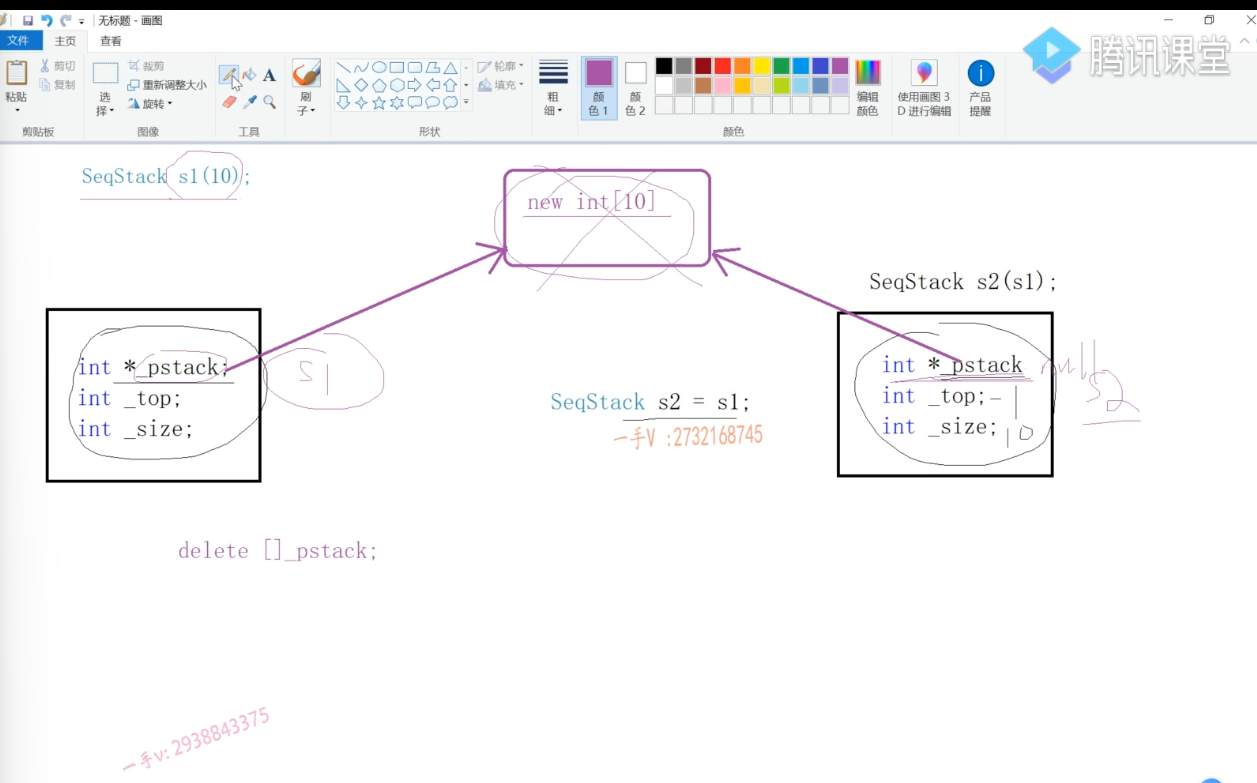 无标题 - 画图
文件 主页 查看
粘贴
剪切
复制
剪贴板
选择
裁剪
重新调整大小
旋转
图像
A
工具
刷子
轮廓
填充
形状
粗细
颜色1
颜色2
颜色
编辑颜色
使用画图 3D 进行编辑
产品提醒
腾讯课堂
SeqStack s1(10);
new int[10]
SeqStack s2(s1);
int *_pstack;
int _top;
int _size;
s1
SeqStack s2 = s1;
一手V :2732168745
int *_pstack null
int _top; -1
int _size; 10
s2
delete []_pstack;
一手v: 2938843375